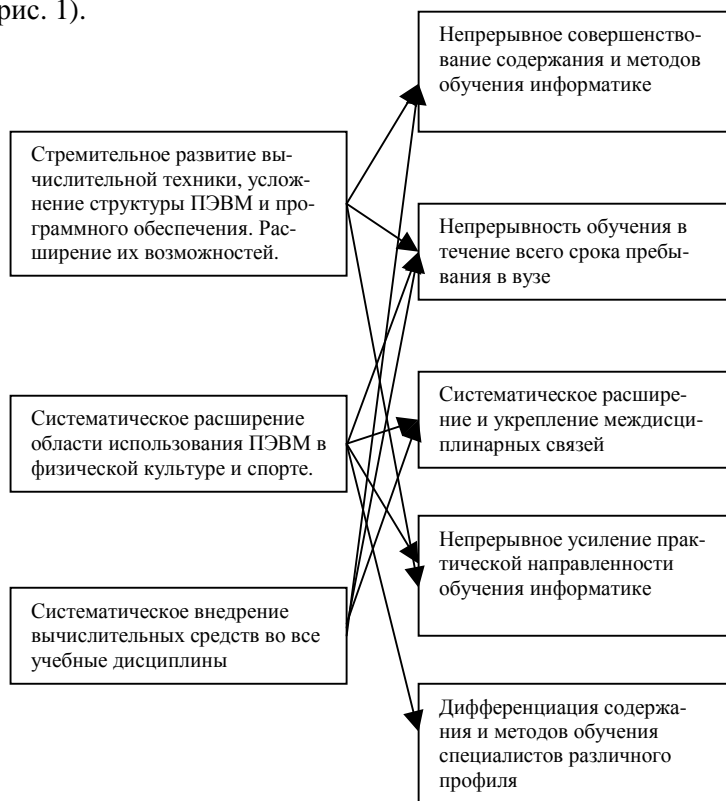 рис. 1).
Непрерывное совершенство-
вание содержания и методов
обучения информатике
Стремительное развитие вы-
числительной техники, услож-
нение структуры ПЭВМ и про-
граммного обеспечения. Рас-
ширение их возможностей.
Непрерывность обучения в
течение всего срока пребы-
вания в вузе
Систематическое расширение
области использования ПЭВМ в
физической культуре и спорте.
Систематическое расшире-
ние и укрепление междисци-
плинарных связей
Непрерывное усиление прак-
тической направленности
обучения информатике
Систематическое внедрение
вычислительных средств во все
учебные дисциплины
Дифференциация содержа-
ния и методов обучения
специалистов различного
профиля